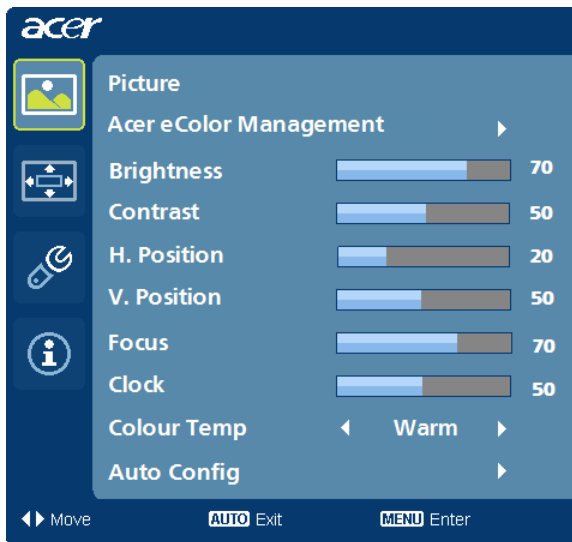 acer
Picture
Acer eColor Management
Brightness 70
Contrast 50
H. Position 20
V. Position 50
Focus 70
Clock 50
Colour Temp Warm
Auto Config
Move AUTO Exit MENU Enter